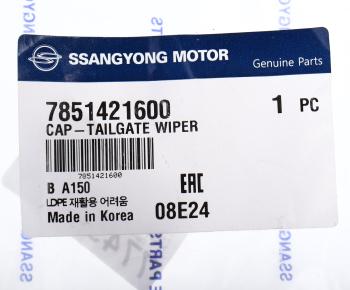 SSANGYONG MOTOR
Genuine Parts
7851421600 1 PC
CAP-TAILGATE WIPER
7851421600
B A150 EAC
LDPE 재활용 어려움
Made in Korea 08E24